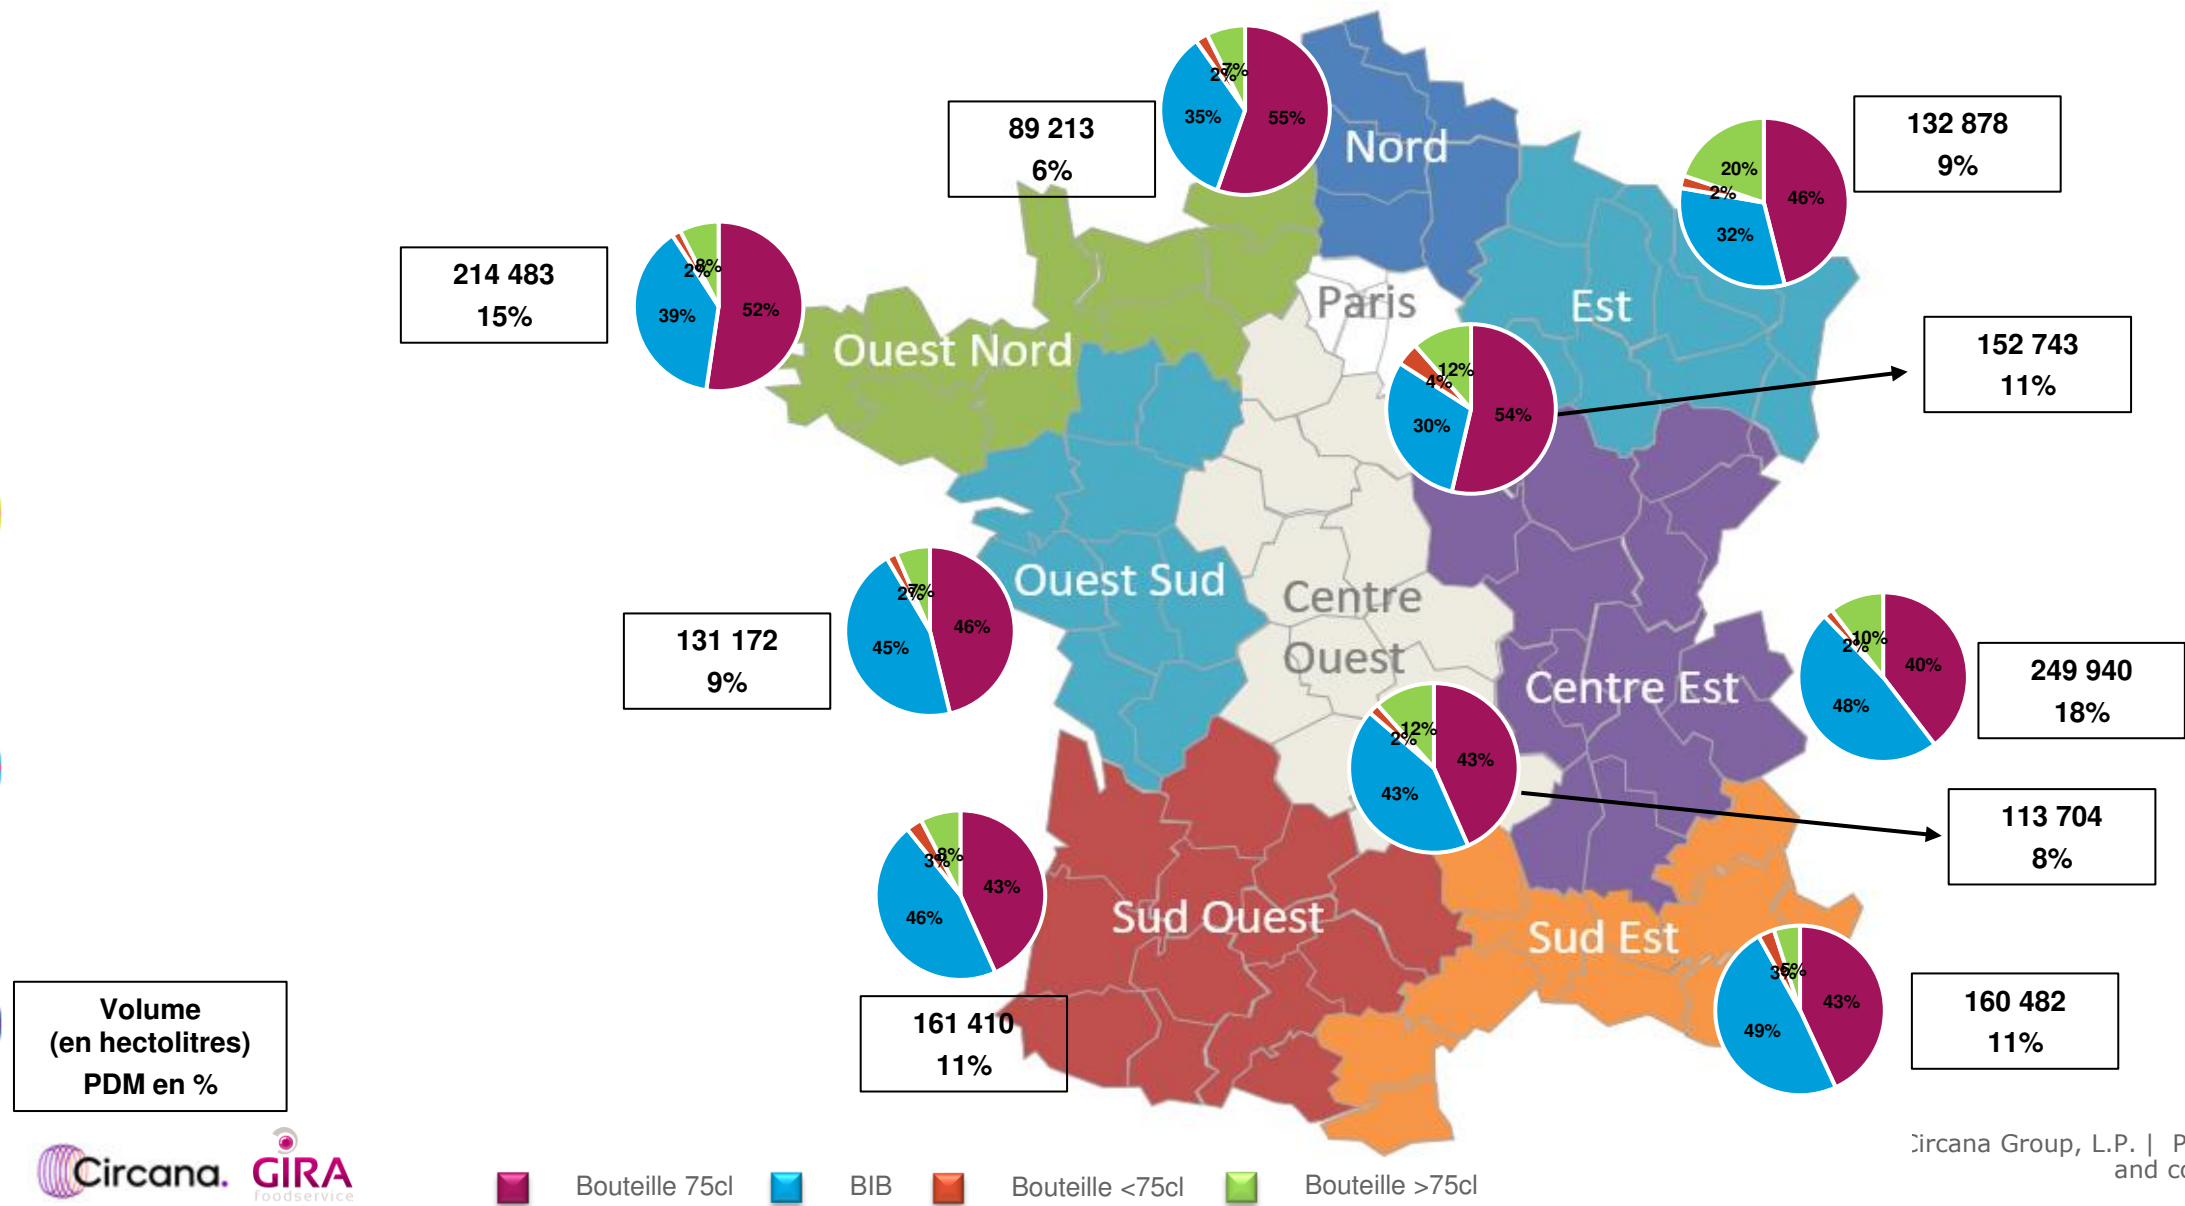 7%
2%
35%
55%
Nord
89 213
6%
132 878
9%
20%
2%
46%
32%
214 483
15%
8%
2%
39%
52%
Paris
Est
152 743
11%
Ouest Nord
12%
4%
54%
30%
Ouest Sud
Centre
Ouest
7%
2%
46%
45%
131 172
9%
10%
2%
40%
48%
249 940
18%
Centre Est
12%
2%
43%
43%
113 704
8%
8%
3%
43%
46%
Sud Ouest
Sud Est
161 410
11%
5%
3%
43%
49%
160 482
11%
Volume
(en hectolitres)
PDM en %
Circana.
GIRA
foodservice
Bouteille 75cl
BIB
Bouteille <75cl
Bouteille >75cl
Circana Group, L.P. | P
and co